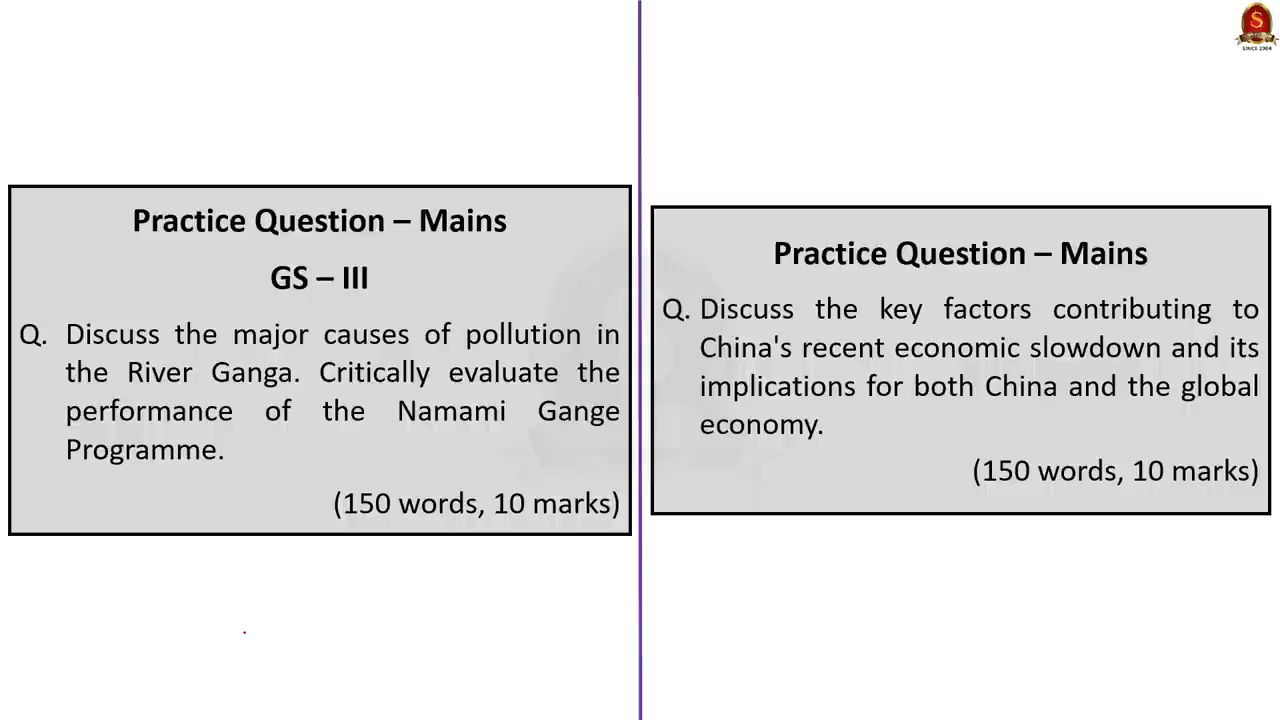 Practice Question – Mains
GS – III
Q. Discuss the major causes of pollution in
the River Ganga. Critically evaluate the
performance of the Namami Gange
Programme.
(150 words, 10 marks)
S
SINCE 2004
Practice Question – Mains
Q. Discuss the key factors contributing to
China's recent economic slowdown and its
implications for both China and the global
economy.
(150 words, 10 marks)